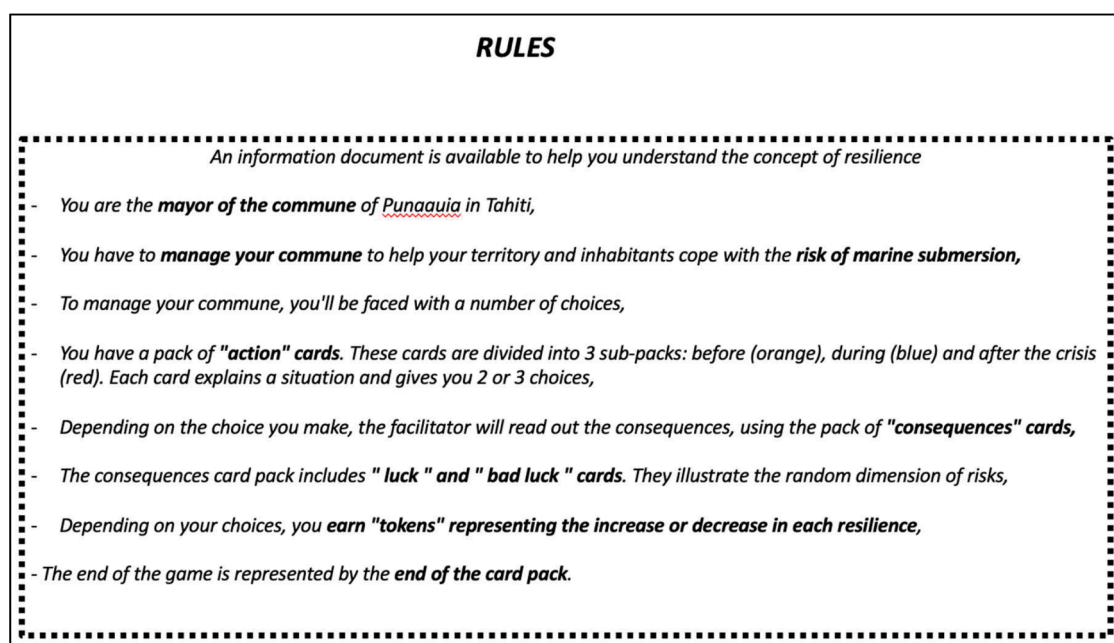 RULES
An information document is available to help you understand the concept of resilience
- You are the mayor of the commune of Punaauia in Tahiti,
- You have to manage your commune to help your territory and inhabitants cope with the risk of marine submersion,
- To manage your commune, you'll be faced with a number of choices,
- You have a pack of "action" cards. These cards are divided into 3 sub-packs: before (orange), during (blue) and after the crisis
(red). Each card explains a situation and gives you 2 or 3 choices,
- Depending on the choice you make, the facilitator will read out the consequences, using the pack of "consequences" cards,
- The consequences card pack includes " luck " and " bad luck " cards. They illustrate the random dimension of risks,
- Depending on your choices, you earn "tokens" representing the increase or decrease in each resilience,
- The end of the game is represented by the end of the card pack.